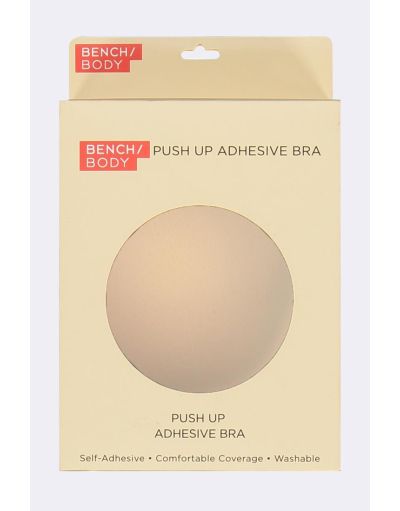 BENCH/
BODY
BENCH/
BODY
PUSH UP ADHESIVE BRA
PUSH UP
ADHESIVE BRA
Self-Adhesive • Comfortable Coverage • Washable